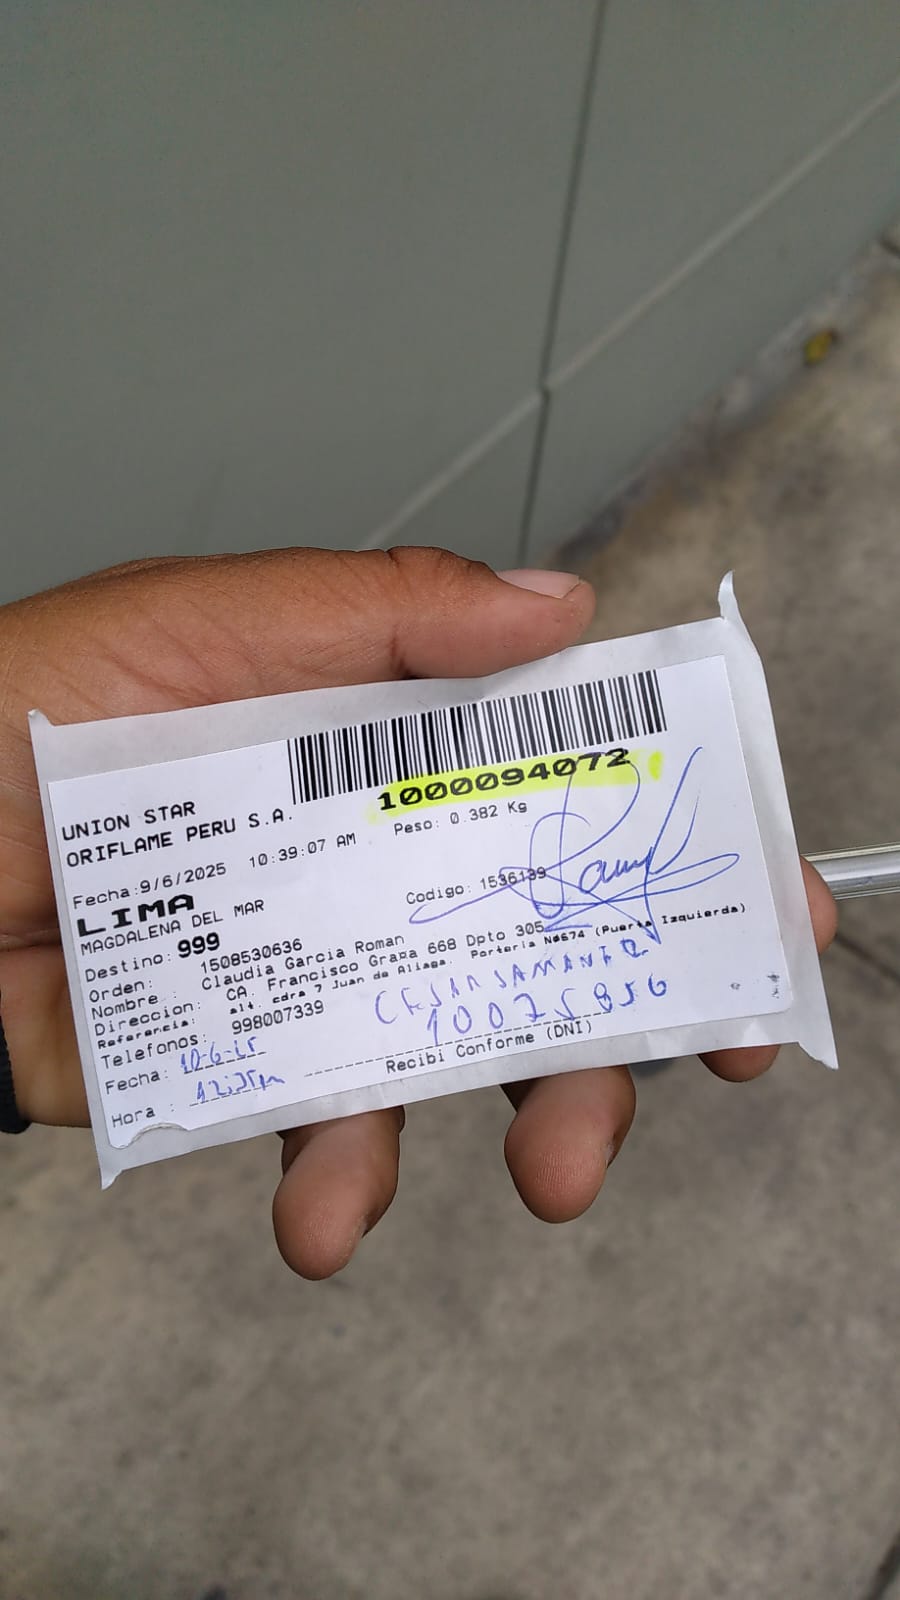 1000094072
UNION STAR
ORIFLAME PERU S.A.
Peso: 0.382 Kg
Fecha:9/6/2025 10:39:07 AM
LIMA
Codigo: 1536139
MAGDALENA DEL MAR
Destino: 999
Orden: 1508530636
Nombre : Claudia Garcia Roman
Direccion: CA. Francisco Graña 668 Dpto 305
Referencia: alt. cdra 7 Juan de Aliaga. Porteria Nº674 (Puerta Izquierda)
Telefonos: 998007339
CESAR SAMANEZ
10075856
Fecha: 10-6-25
Hora :
Recibi Conforme (DNI)